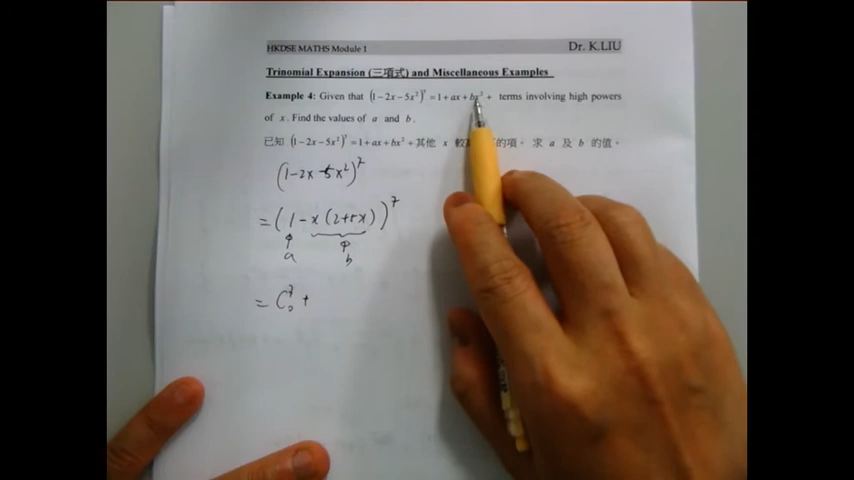 HKDSE MATHS Module 1 Dr. K.LIU
Trinomial Expansion (三項式) and Miscellaneous Examples
Example 4: Given that (1 − 2x − 5x²)⁷ = 1 + ax + bx² + terms involving high powers
of x. Find the values of a and b.
已知 (1 − 2x − 5x²)⁷ = 1 + ax + bx² + 其他 x 較 的項。求 a 及 b 的值。
(1 − 2x − 5x²)⁷
= (1 − x(2+5x))⁷
a b
= C⁷₀ +